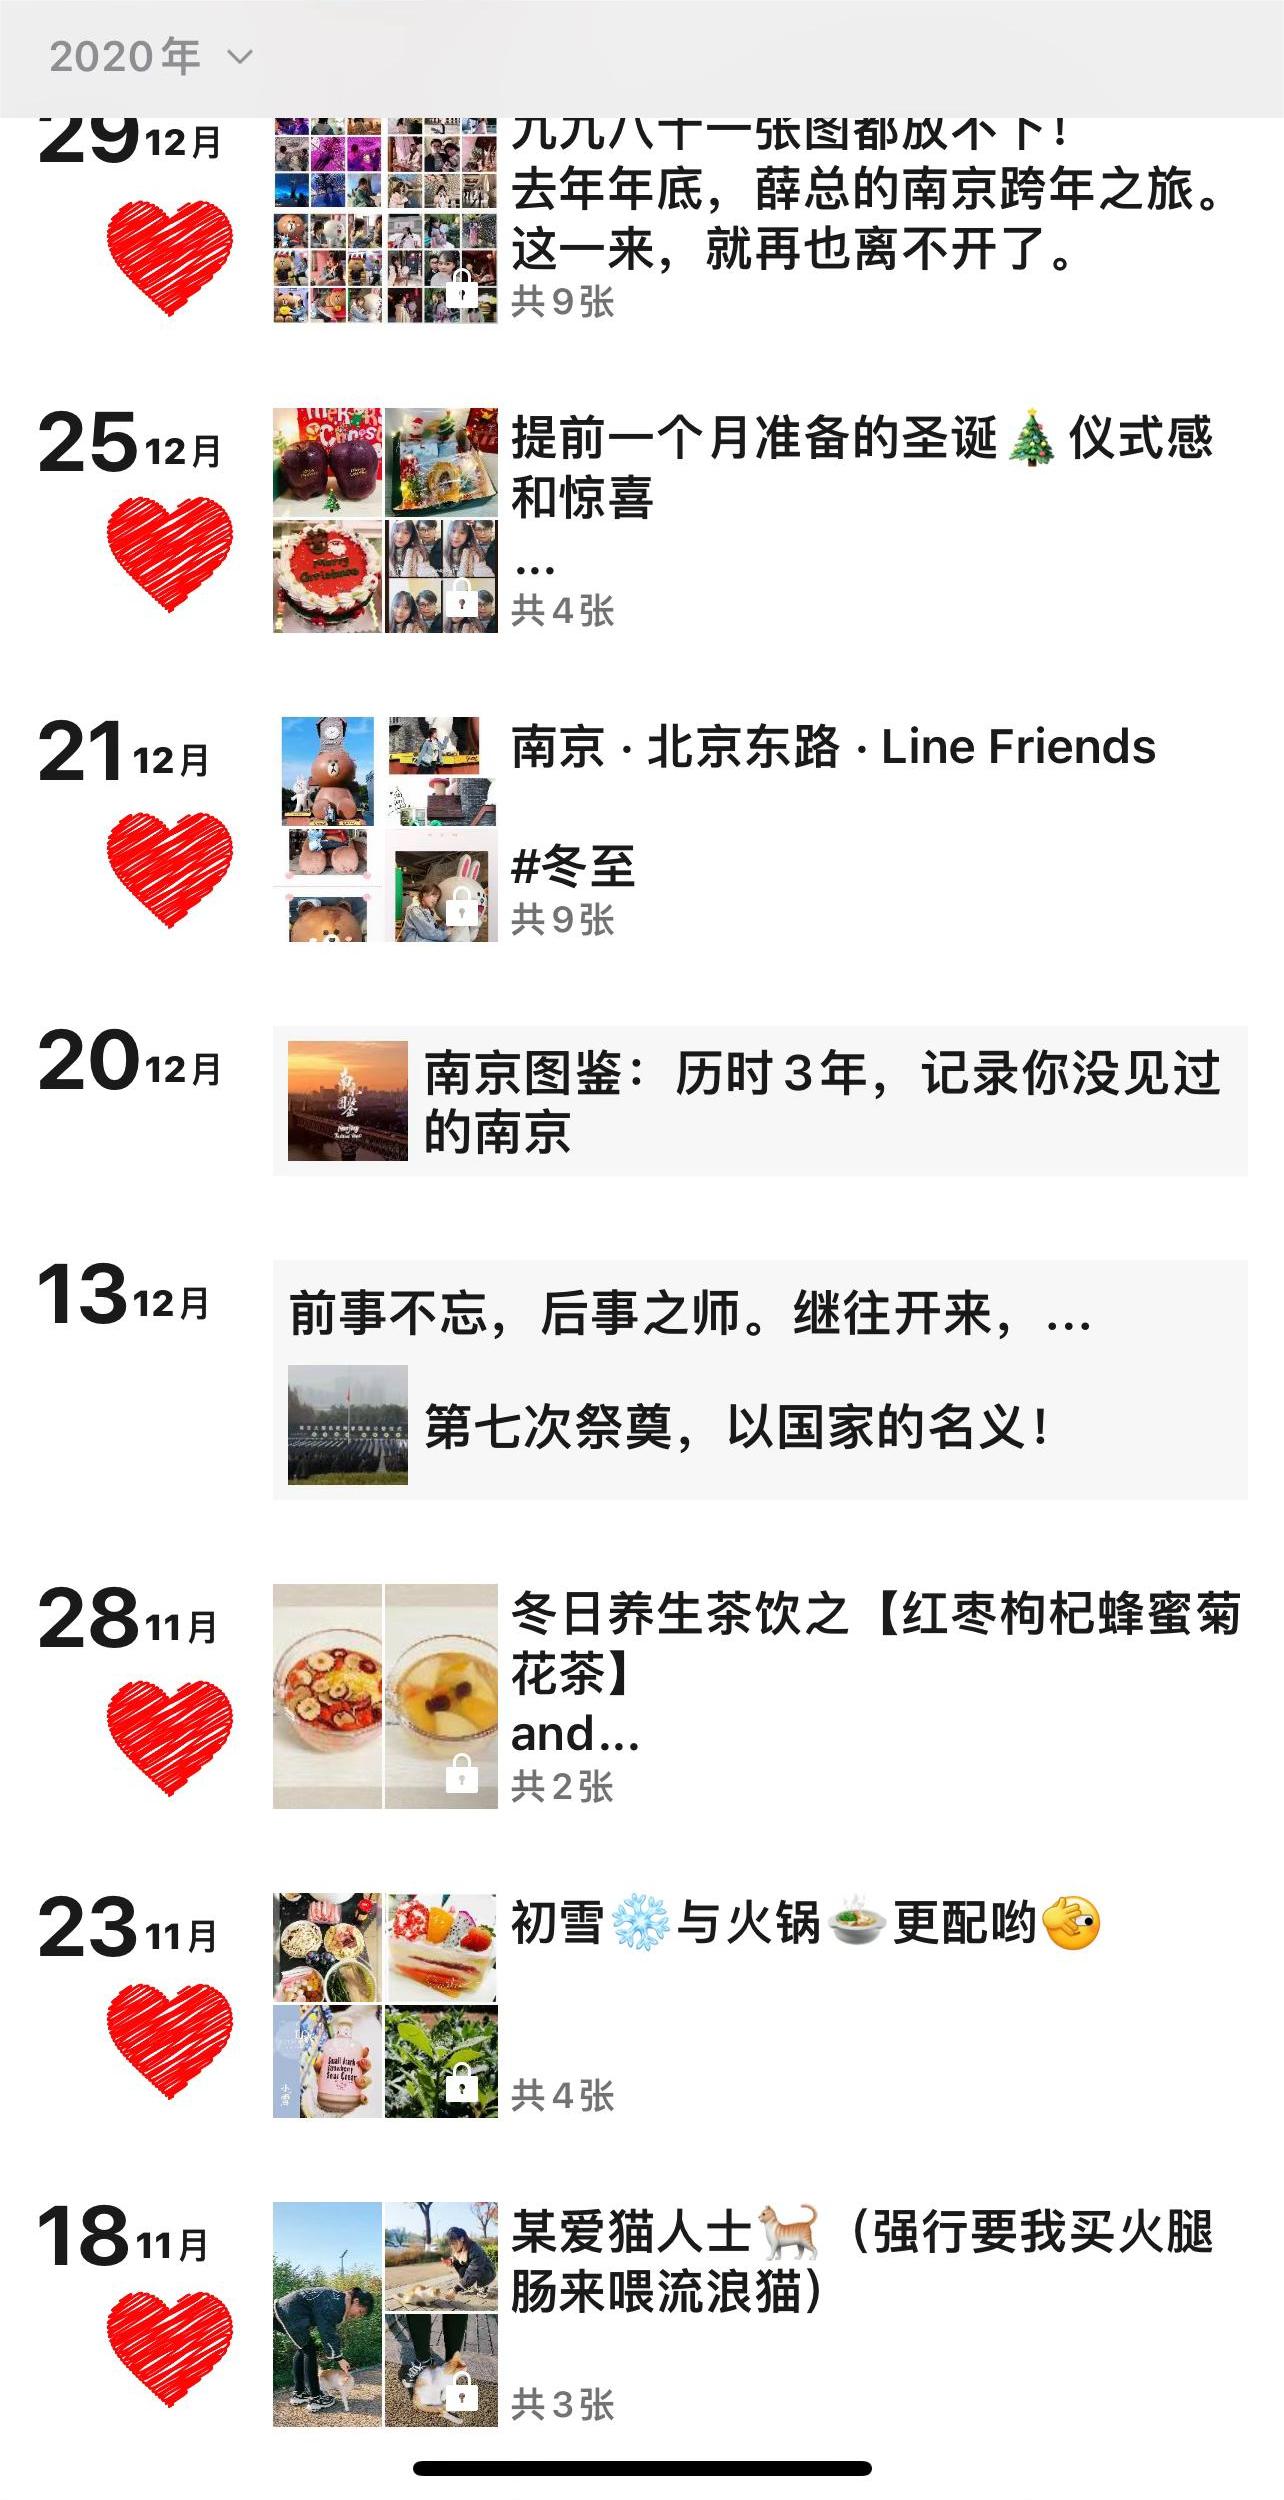 2020年
29 12月
九九八十一张图都放不下！
去年年底，薛总的南京跨年之旅。
这一来，就再也离不开了。
共9张
25 12月
提前一个月准备的圣诞🎄仪式感
和惊喜
...
共4张
Merry
Christmas
21 12月
南京 · 北京东路 · Line Friends
#冬至
共9张
20 12月
南京图鉴：历时3年，记录你没见过
的南京
13 12月
前事不忘，后事之师。继往开来，...
第七次祭奠，以国家的名义！
28 11月
冬日养生茶饮之【红枣枸杞蜂蜜菊
花茶】
and...
共2张
23 11月
初雪❄️与火锅🍲更配哟🫣
共4张
18 11月
某爱猫人士🐈（强行要我买火腿
肠来喂流浪猫）
共3张